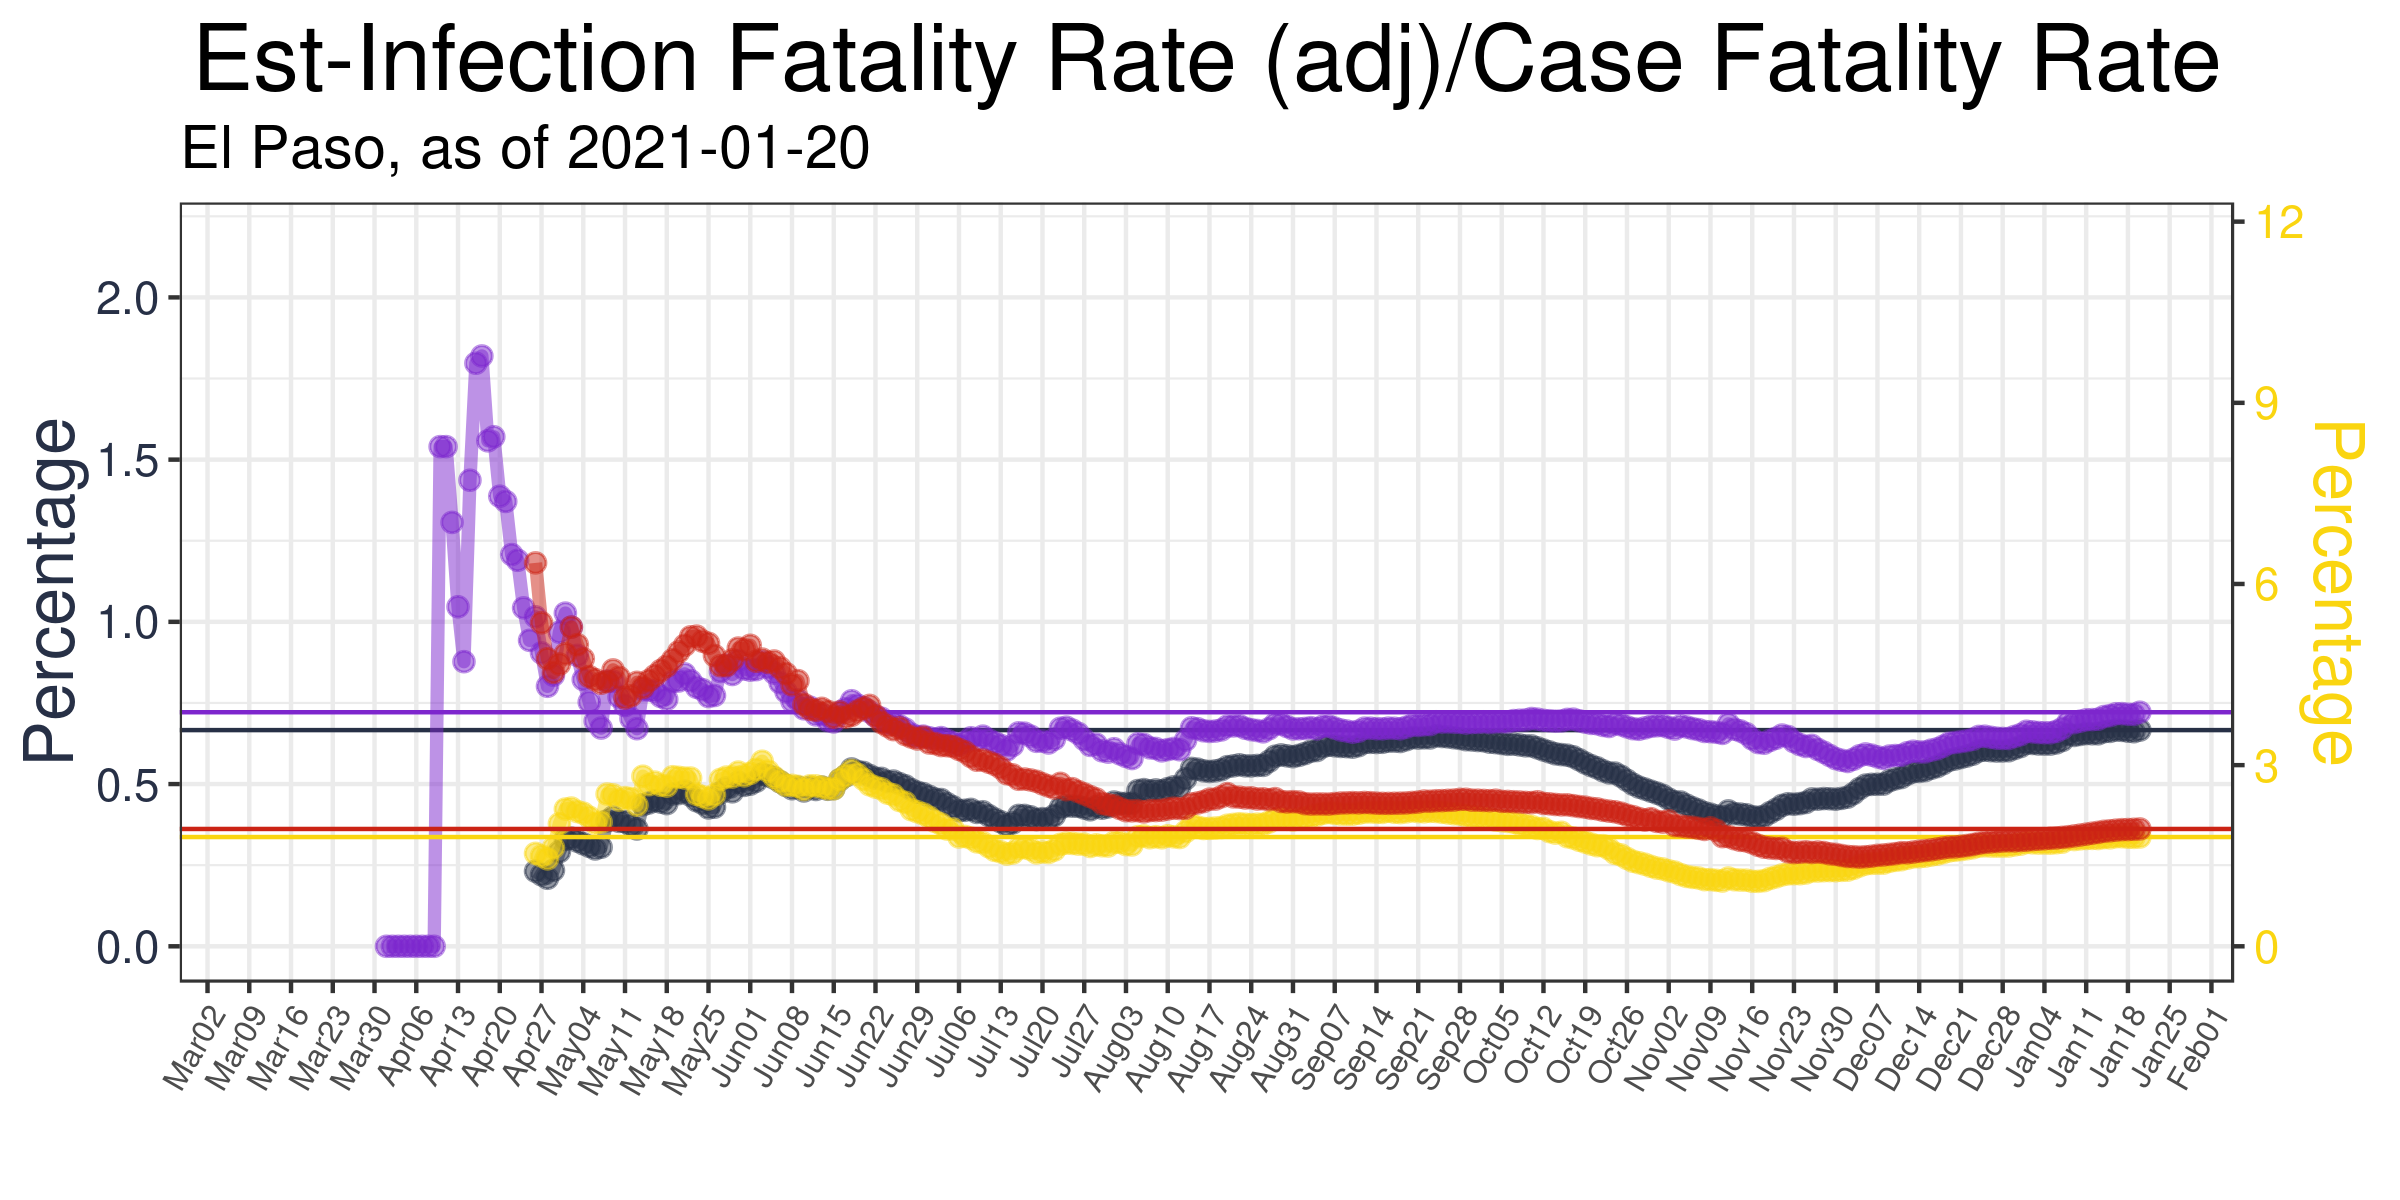 Est-Infection Fatality Rate (adj)/Case Fatality Rate
El Paso, as of 2021-01-20
Percentage
2.0
1.5
1.0
0.5
0.0
12
9
6
3
0
Percentage
Mar02
Mar09
Mar16
Mar23
Mar30
Apr06
Apr13
Apr20
Apr27
May04
May11
May18
May25
Jun01
Jun08
Jun15
Jun22
Jun29
Jul06
Jul13
Jul20
Jul27
Aug03
Aug10
Aug17
Aug24
Aug31
Sep07
Sep14
Sep21
Sep28
Oct05
Oct12
Oct19
Oct26
Nov02
Nov09
Nov16
Nov23
Nov30
Dec07
Dec14
Dec21
Dec28
Jan04
Jan11
Jan18
Jan25
Feb01